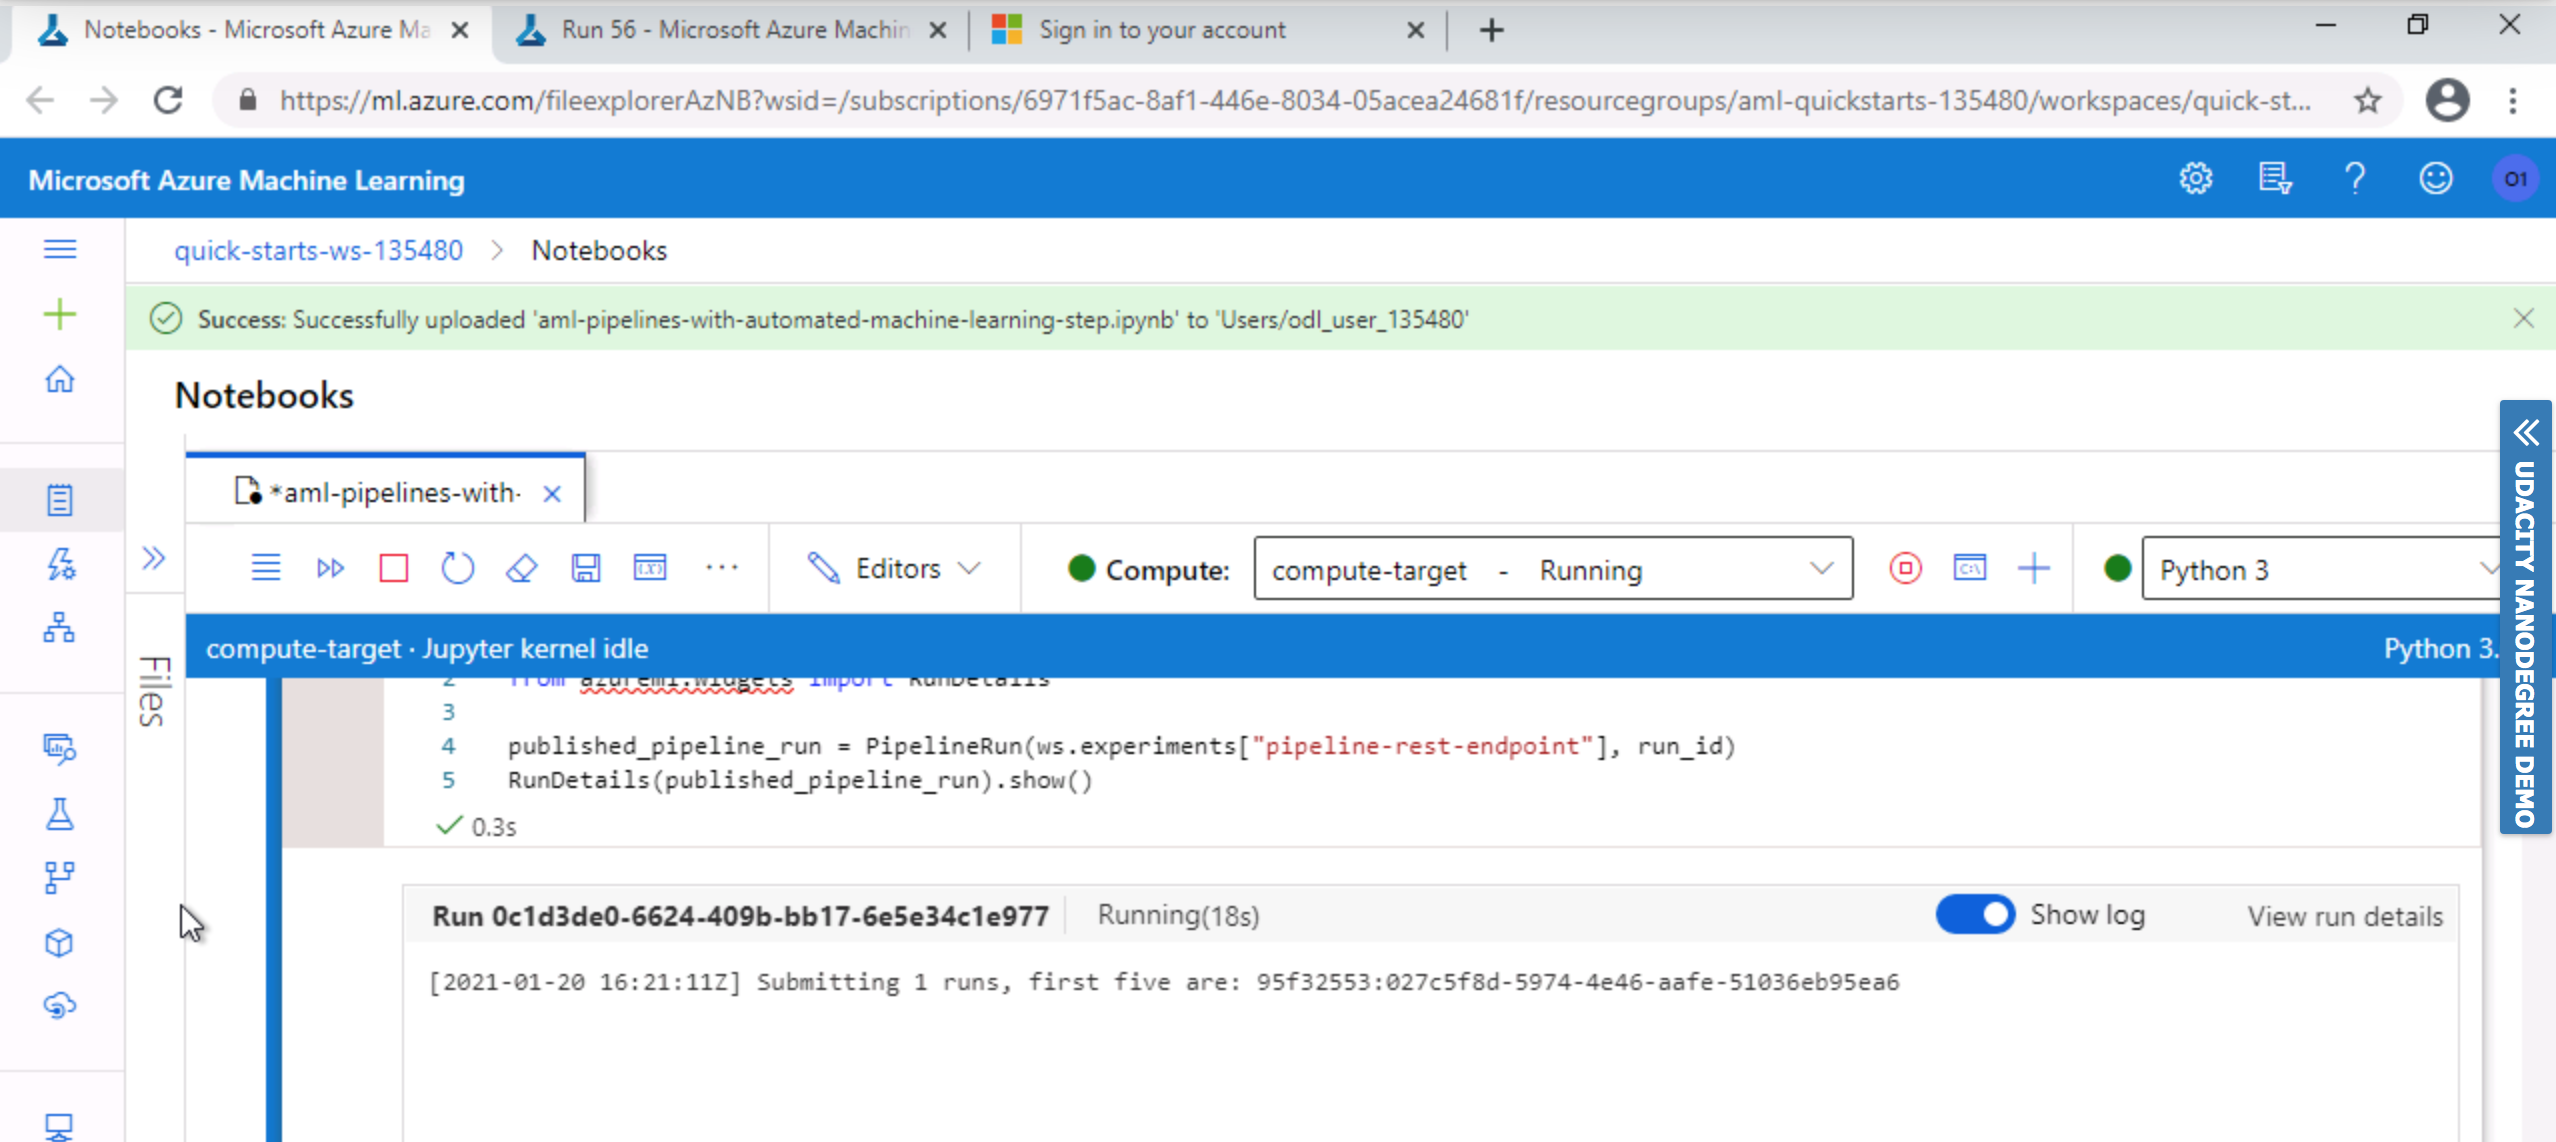 Notebooks - Microsoft Azure Ma
Run 56 - Microsoft Azure Machin
Sign in to your account
https://ml.azure.com/fileexplorerAzNB?wsid=/subscriptions/6971f5ac-8af1-446e-8034-05acea24681f/resourcegroups/aml-quickstarts-135480/workspaces/quick-st...
Microsoft Azure Machine Learning
O1
quick-starts-ws-135480 > Notebooks
Success: Successfully uploaded 'aml-pipelines-with-automated-machine-learning-step.ipynb' to 'Users/odl_user_135480'
Notebooks
UDACITY NANODEGREE DEMO
*aml-pipelines-with-
Editors
Compute:
compute-target - Running
Python 3
Files
compute-target · Jupyter kernel idle
Python 3.
2 from azureml.widgets import RunDetails
3
4 published_pipeline_run = PipelineRun(ws.experiments["pipeline-rest-endpoint"], run_id)
5 RunDetails(published_pipeline_run).show()
0.3s
Run 0c1d3de0-6624-409b-bb17-6e5e34c1e977
Running(18s)
Show log
View run details
[2021-01-20 16:21:11Z] Submitting 1 runs, first five are: 95f32553:027c5f8d-5974-4e46-aafe-51036eb95ea6